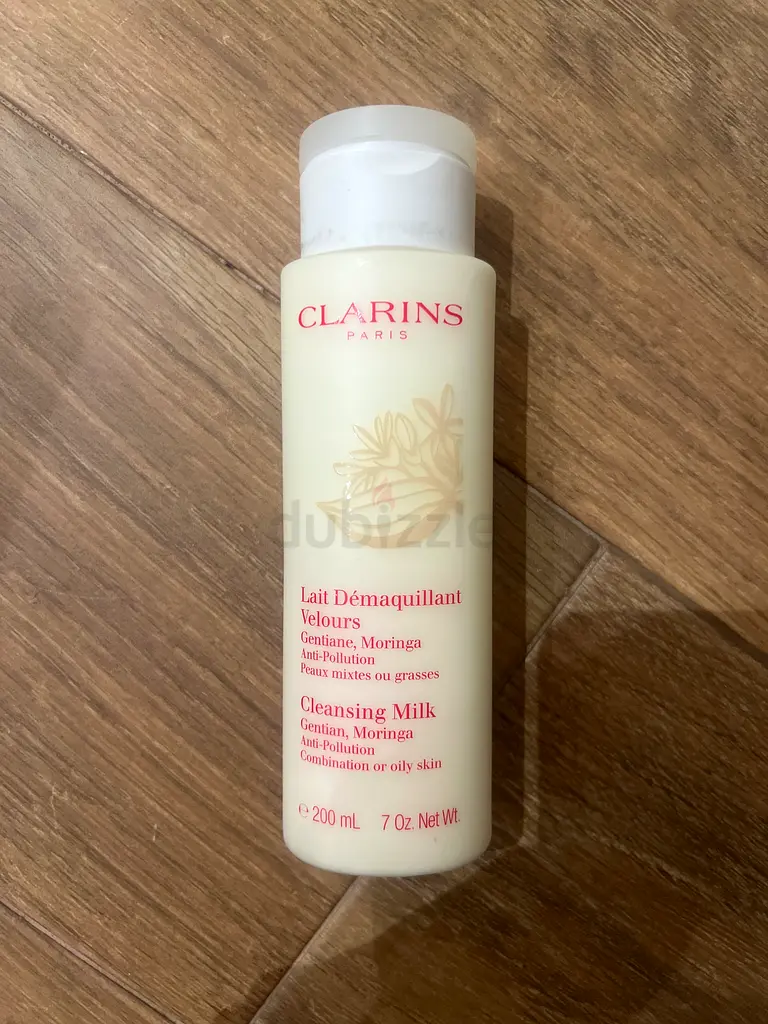 CLARINS
PARIS
dubizzle
Lait Démaquillant
Velours
Gentiane, Moringa
Anti-Pollution
Peaux mixtes ou grasses
Cleansing Milk
Gentian, Moringa
Anti-Pollution
Combination or oily skin
℮ 200 mL 7 Oz. Net Wt.